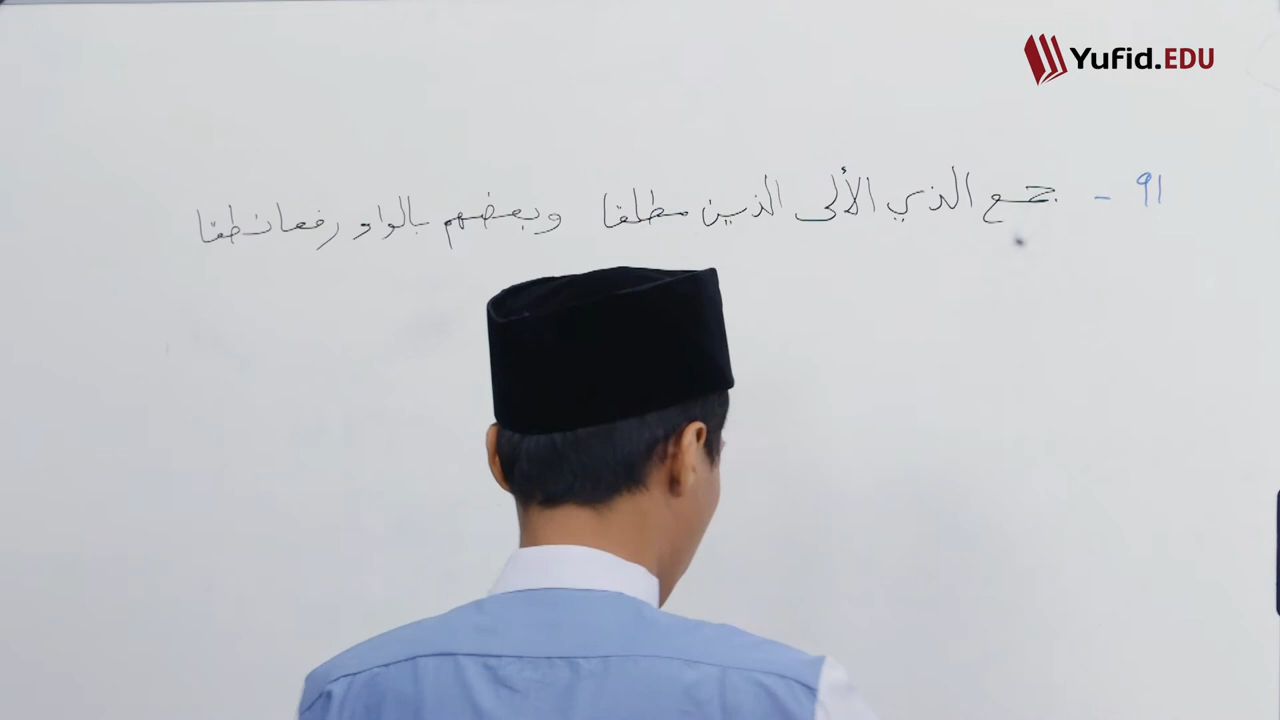 Yufid.EDU
٩١ - جمع الذي الألى الذين مطلقا وبعضهم بالواو رفعا نطقا